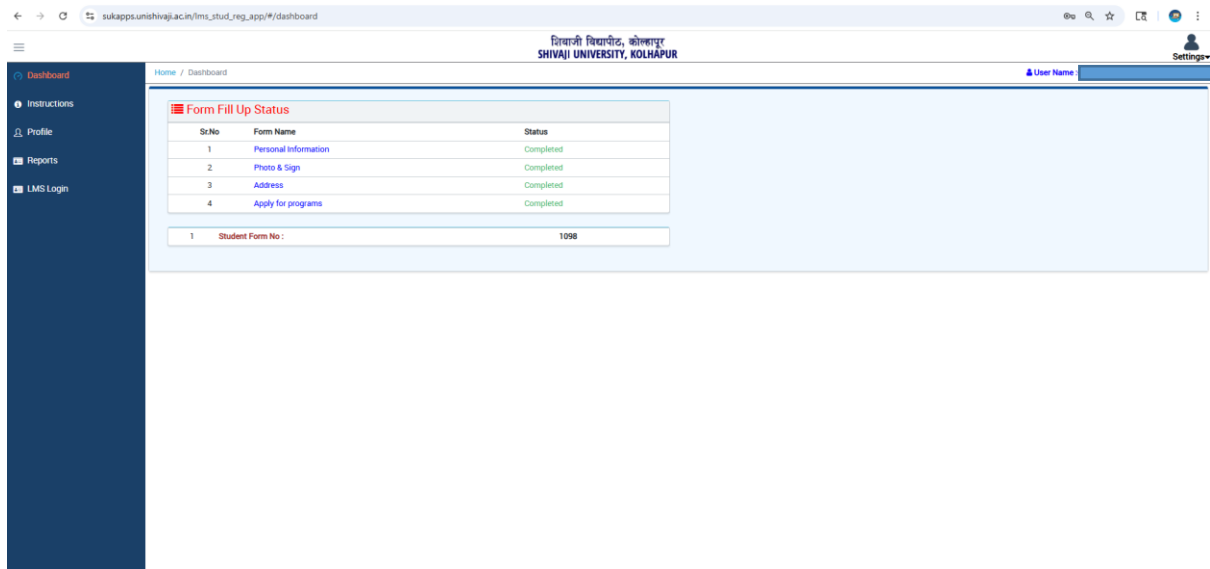 sukapps.unishivaji.ac.in/lms_stud_reg_app/#/dashboard
शिवाजी विद्यापीठ, कोल्हापूर
SHIVAJI UNIVERSITY, KOLHAPUR
Settings
Dashboard
Home / Dashboard
User Name :
Instructions
Profile
Reports
LMS Login
Form Fill Up Status
Sr.No Form Name Status
1 Personal Information Completed
2 Photo & Sign Completed
3 Address Completed
4 Apply for programs Completed
1 Student Form No : 1098